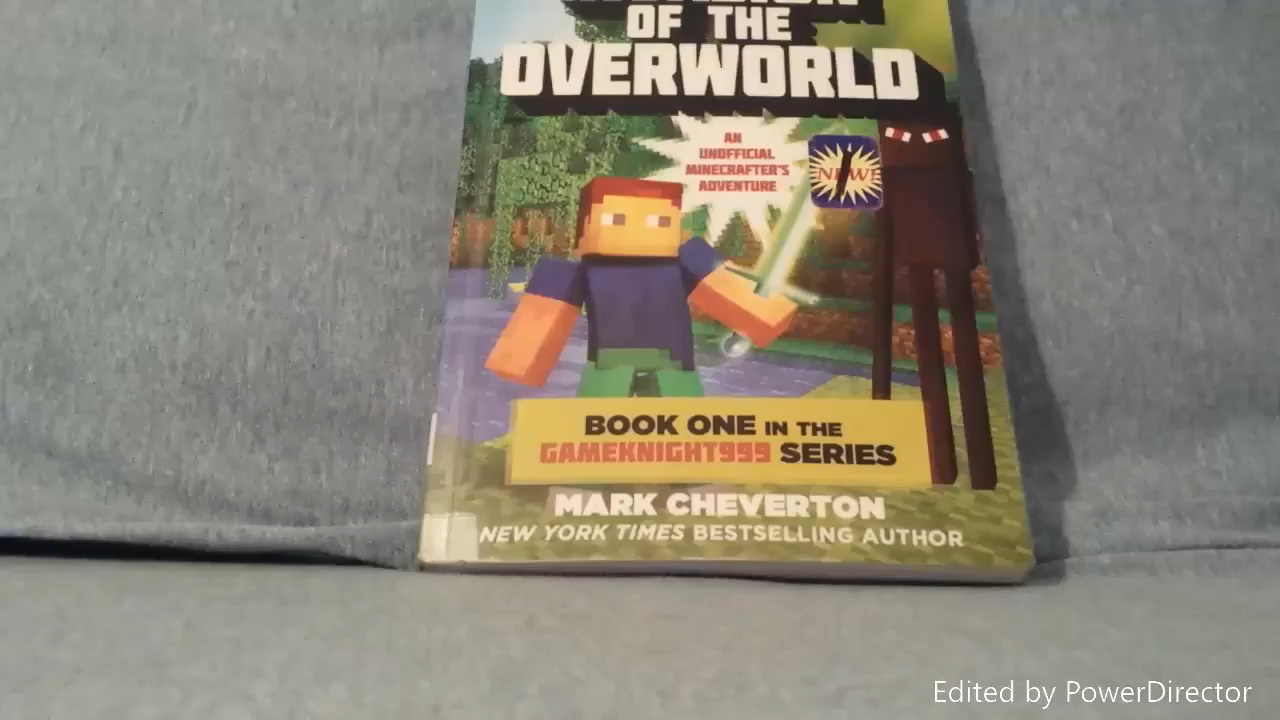 OF THE
OVERWORLD
AN
UNOFFICIAL
MINECRAFTER'S
ADVENTURE
NEW!
BOOK ONE IN THE
GAMEKNIGHT999 SERIES
MARK CHEVERTON
NEW YORK TIMES BESTSELLING AUTHOR
Edited by PowerDirector